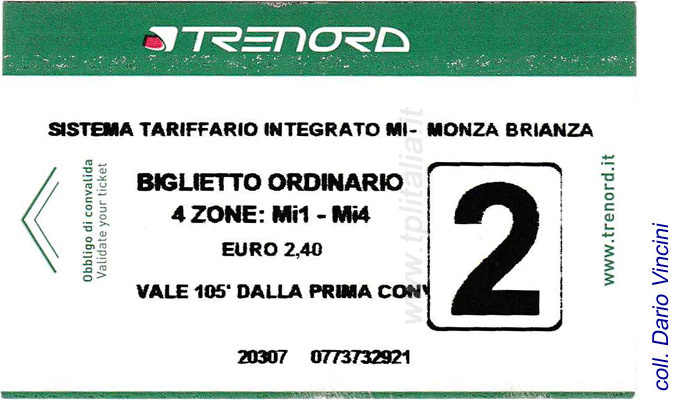 TRENORD
SISTEMA TARIFFARIO INTEGRATO MI- MONZA BRIANZA
BIGLIETTO ORDINARIO
4 ZONE: Mi1 - Mi4
EURO 2,40
VALE 105' DALLA PRIMA CONV
2
20307 0773732921
Obbligo di convalida
Validate your ticket
www.trenord.it
www.tplitalia.it
coll. Dario Vincini